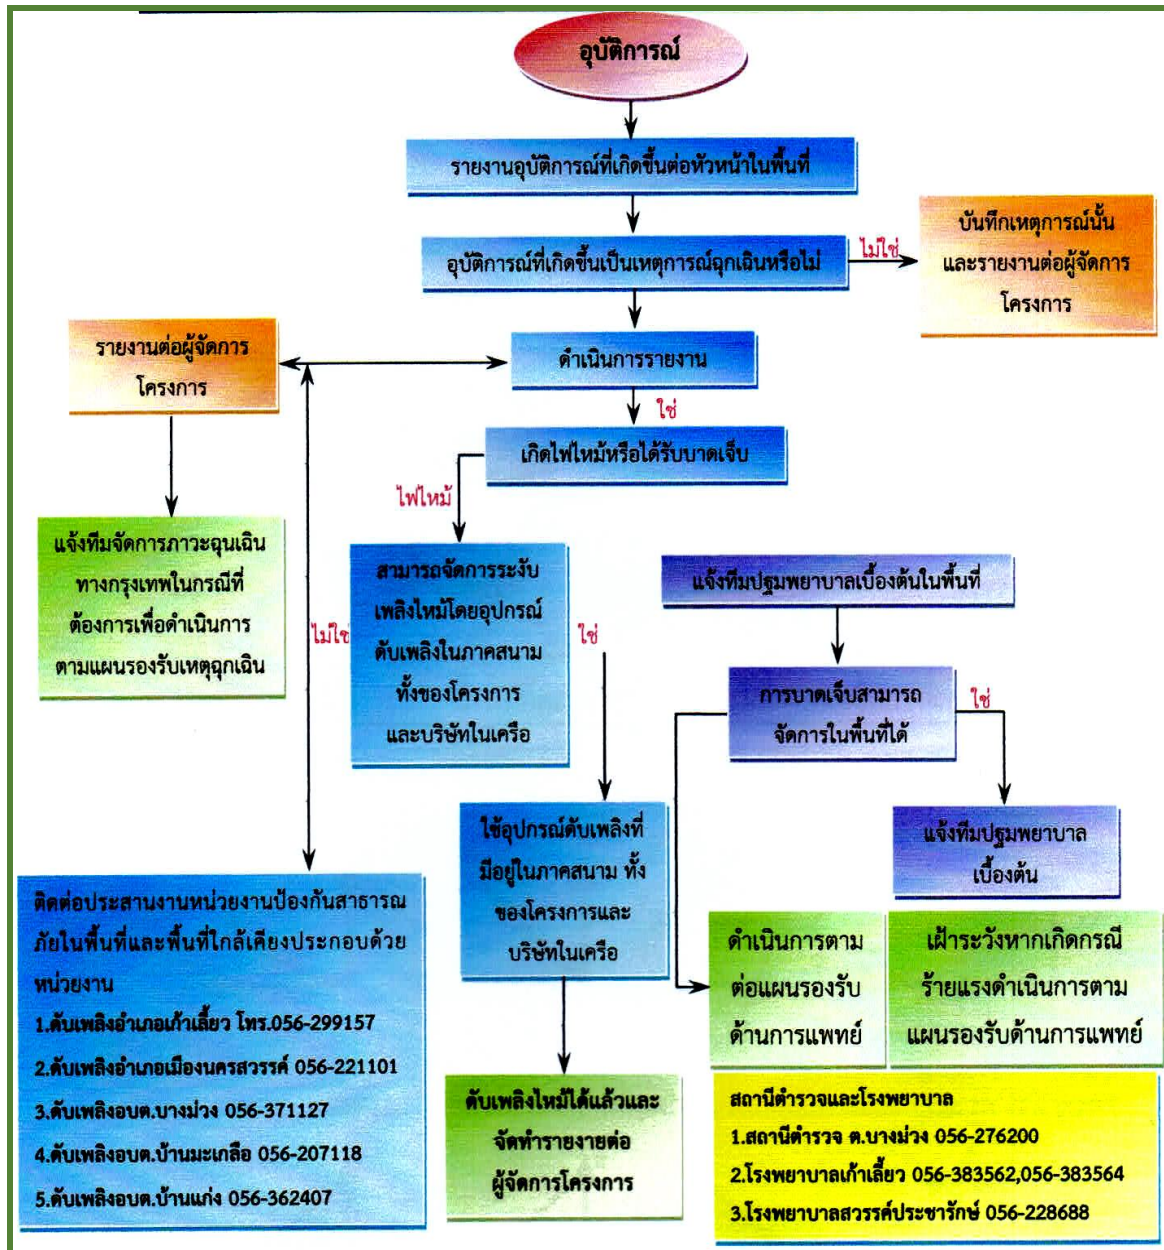 อุบัติการณ์
รายงานอุบัติการณ์ที่เกิดขึ้นต่อหัวหน้าในพื้นที่
อุบัติการณ์ที่เกิดขึ้นเป็นเหตุการณ์ฉุกเฉินหรือไม่
ไม่ใช่
บันทึกเหตุการณ์นั้น
และรายงานต่อผู้จัดการ
โครงการ
รายงานต่อผู้จัดการ
โครงการ
ดำเนินการรายงาน
ใช่
เกิดไฟไหม้หรือได้รับบาดเจ็บ
ไฟไหม้
แจ้งทีมจัดการภาวะฉุนเฉิน
ทางกรุงเทพในกรณีที่
ต้องการเพื่อดำเนินการ
ตามแผนรองรับเหตุฉุกเฉิน
ไม่ใช่
สามารถจัดการระงับ
เพลิงไหม้โดยอุปกรณ์
ดับเพลิงในภาคสนาม
ทั้งของโครงการ
และบริษัทในเครือ
ใช่
แจ้งทีมปฐมพยาบาลเบื้องต้นในพื้นที่
การบาดเจ็บสามารถ
จัดการในพื้นที่ได้
ใช่
ใช้อุปกรณ์ดับเพลิงที่
มีอยู่ในภาคสนาม ทั้ง
ของโครงการและ
บริษัทในเครือ
แจ้งทีมปฐมพยาบาล
เบื้องต้น
ติดต่อประสานงานหน่วยงานป้องกันสาธารณ
ภัยในพื้นที่และพื้นที่ใกล้เคียงประกอบด้วย
หน่วยงาน
1.ดับเพลิงอำเภอเก้าเลี้ยว โทร.056-299157
2.ดับเพลิงอำเภอเมืองนครสวรรค์ 056-221101
3.ดับเพลิงอบต.บางม่วง 056-371127
4.ดับเพลิงอบต.บ้านมะเกลือ 056-207118
5.ดับเพลิงอบต.บ้านแก่ง 056-362407
ดำเนินการตาม
ต่อแผนรองรับ
ด้านการแพทย์
เฝ้าระวังหากเกิดกรณี
ร้ายแรงดำเนินการตาม
แผนรองรับด้านการแพทย์
ดับเพลิงไหม้ได้แล้วและ
จัดทำรายงายต่อ
ผู้จัดการโครงการ
สถานีตำรวจและโรงพยาบาล
1.สถานีตำรวจ ต.บางม่วง 056-276200
2.โรงพยาบาลเก้าเลี้ยว 056-383562,056-383564
3.โรงพยาบาลสวรรค์ประชารักษ์ 056-228688